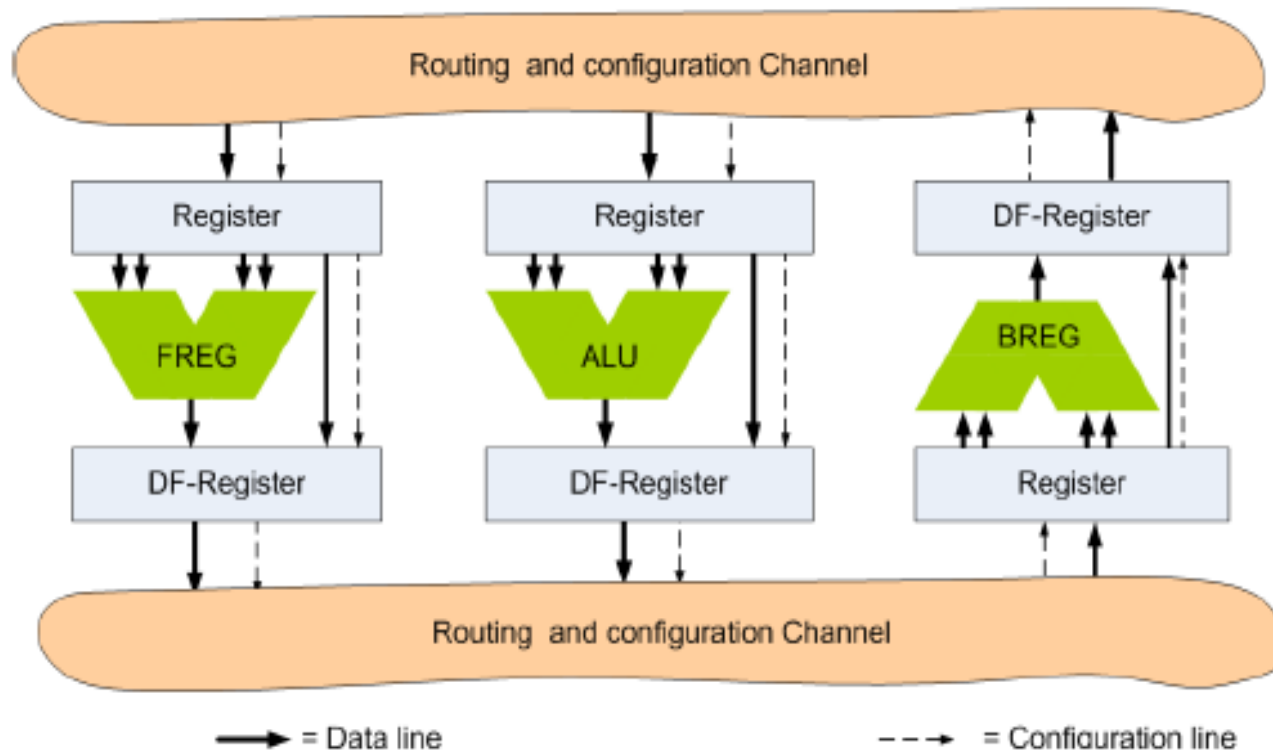 Routing and configuration Channel
Register
Register
DF-Register
FREG
ALU
BREG
DF-Register
DF-Register
Register
Routing and configuration Channel
= Data line
= Configuration line